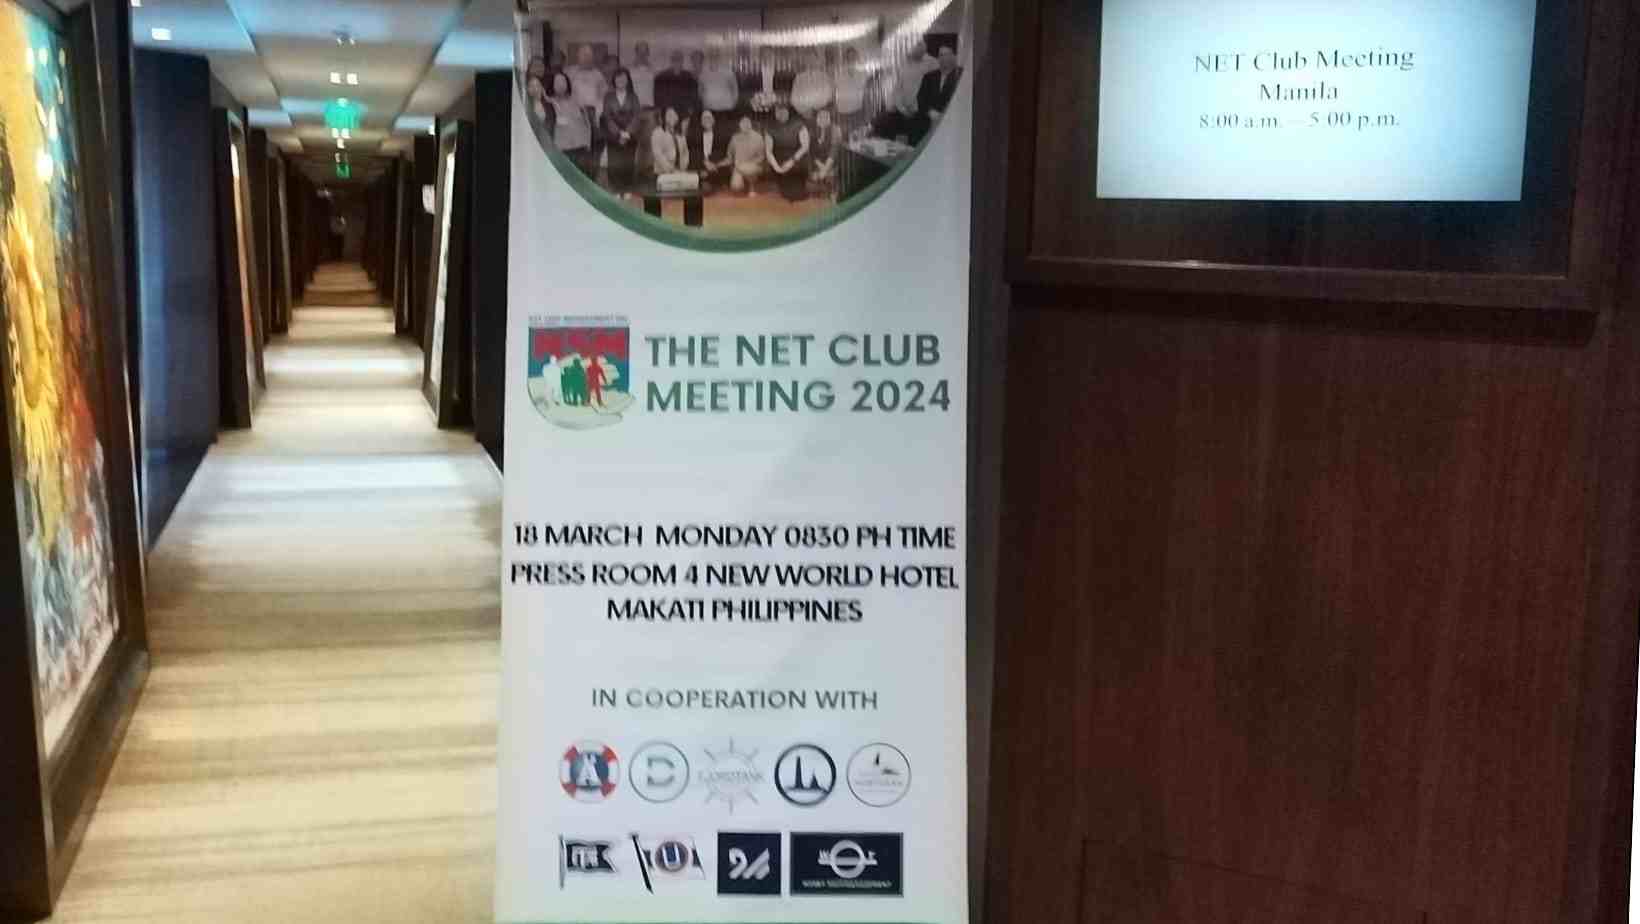 NET Club Meeting
Manila
8:00 a.m. – 5:00 p.m.
NSM
THE NET CLUB
MEETING 2024
18 MARCH MONDAY 0830 PH TIME
PRESS ROOM 4 NEW WORLD HOTEL
MAKATI PHILIPPINES
IN COOPERATION WITH